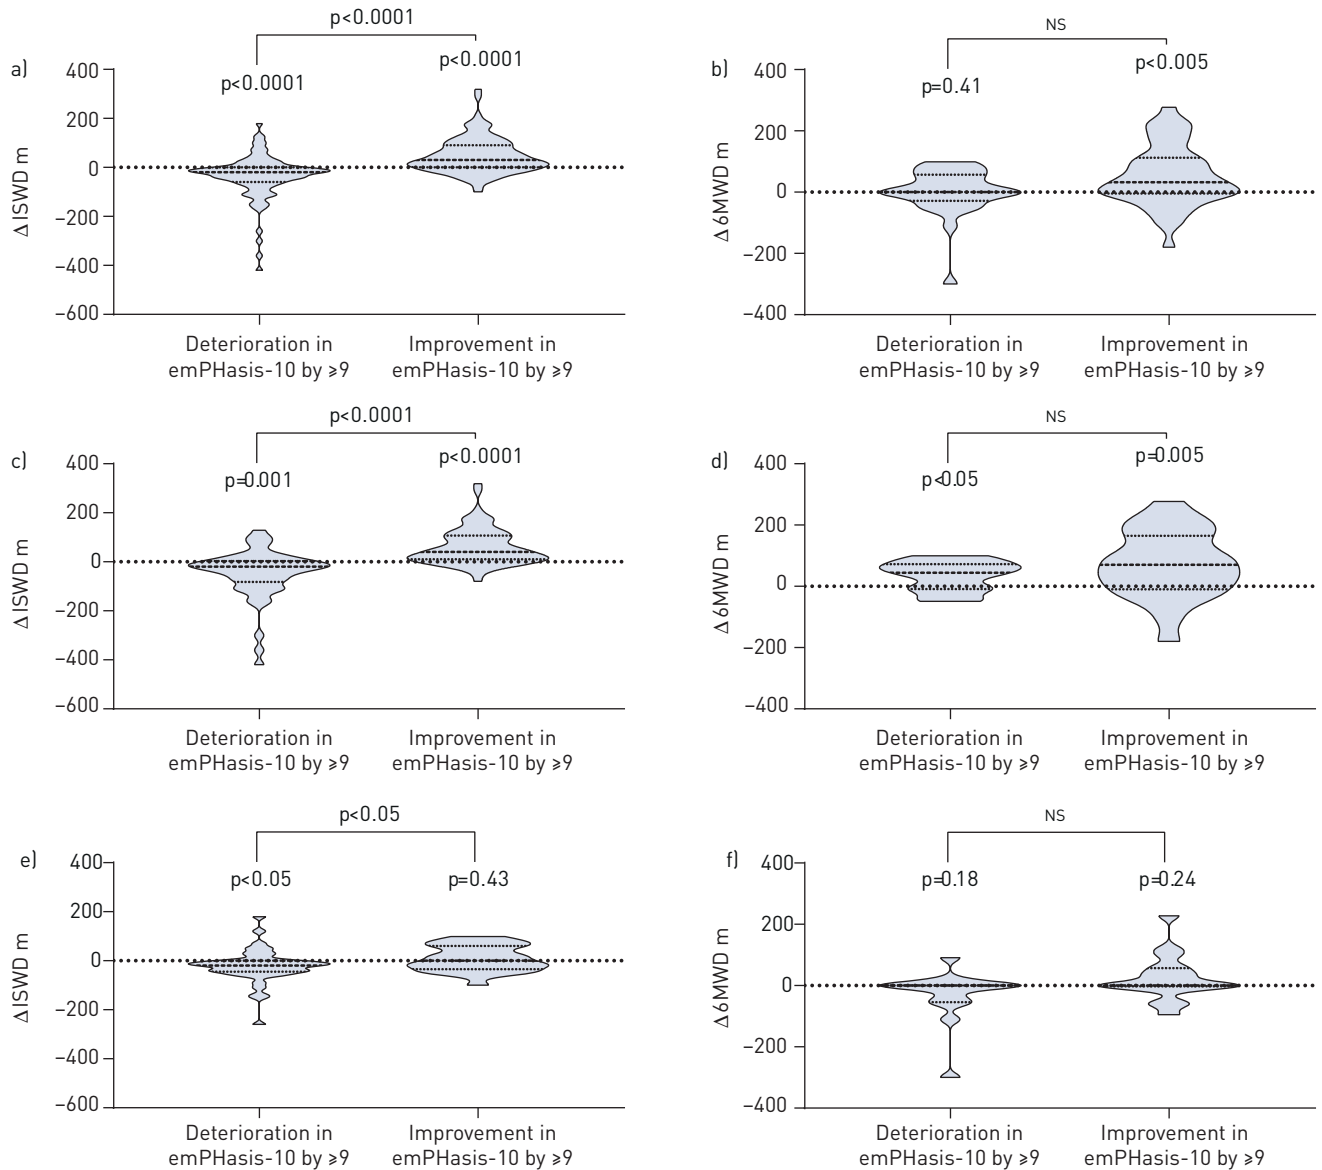 p<0.0001
a)
p<0.0001
p<0.0001
400
200
0
−200
−400
−600
Δ ISWD m
Deterioration in
emPHasis-10 by ⩾9
Improvement in
emPHasis-10 by ⩾9
NS
b)
p=0.41
p<0.005
400
200
0
−200
−400
Δ 6MWD m
Deterioration in
emPHasis-10 by ⩾9
Improvement in
emPHasis-10 by ⩾9
p<0.0001
c)
p=0.001
p<0.0001
400
200
0
−200
−400
−600
Δ ISWD m
Deterioration in
emPHasis-10 by ⩾9
Improvement in
emPHasis-10 by ⩾9
NS
d)
p<0.05
p=0.005
400
200
0
−200
−400
Δ 6MWD m
Deterioration in
emPHasis-10 by ⩾9
Improvement in
emPHasis-10 by ⩾9
p<0.05
e)
p<0.05
p=0.43
400
200
0
−200
−400
−600
Δ ISWD m
Deterioration in
emPHasis-10 by ⩾9
Improvement in
emPHasis-10 by ⩾9
NS
f)
p=0.18
p=0.24
400
200
0
−200
−400
Δ 6MWD m
Deterioration in
emPHasis-10 by ⩾9
Improvement in
emPHasis-10 by ⩾9